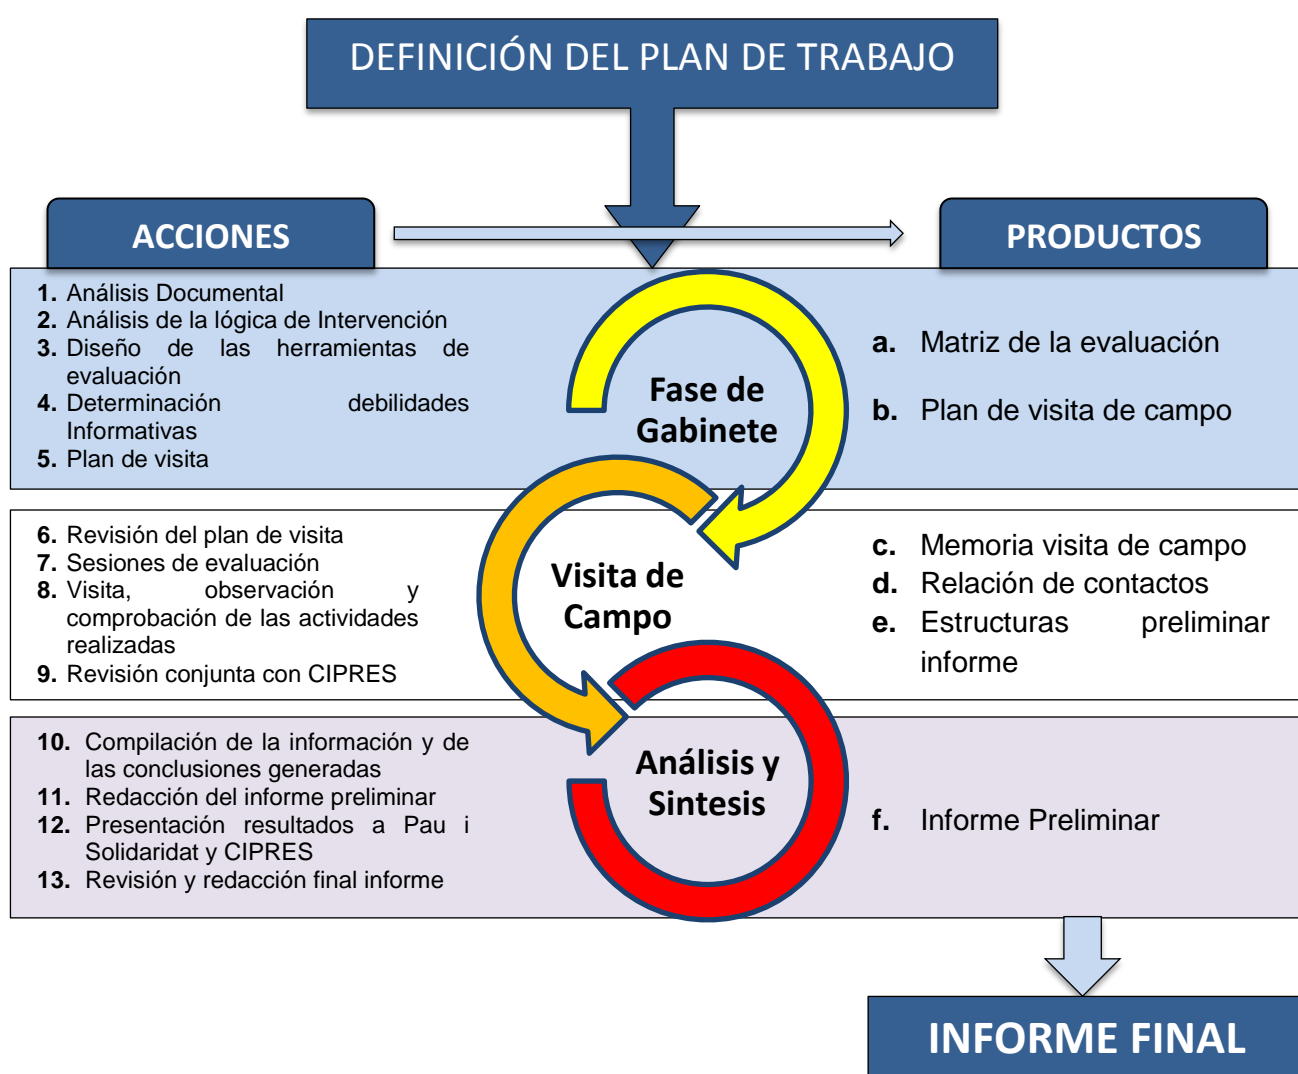 DEFINICIÓN DEL PLAN DE TRABAJO
ACCIONES
PRODUCTOS
1. Análisis Documental
2. Análisis de la lógica de Intervención
3. Diseño de las herramientas de
evaluación
4. Determinación debilidades
Informativas
5. Plan de visita
Fase de
Gabinete
a. Matriz de la evaluación
b. Plan de visita de campo
6. Revisión del plan de visita
7. Sesiones de evaluación
8. Visita, observación y
comprobación de las actividades
realizadas
9. Revisión conjunta con CIPRES
Visita de
Campo
c. Memoria visita de campo
d. Relación de contactos
e. Estructuras preliminar
informe
10. Compilación de la información y de
las conclusiones generadas
11. Redacción del informe preliminar
12. Presentación resultados a Pau i
Solidaridat y CIPRES
13. Revisión y redacción final informe
Análisis y
Sintesis
f. Informe Preliminar
INFORME FINAL